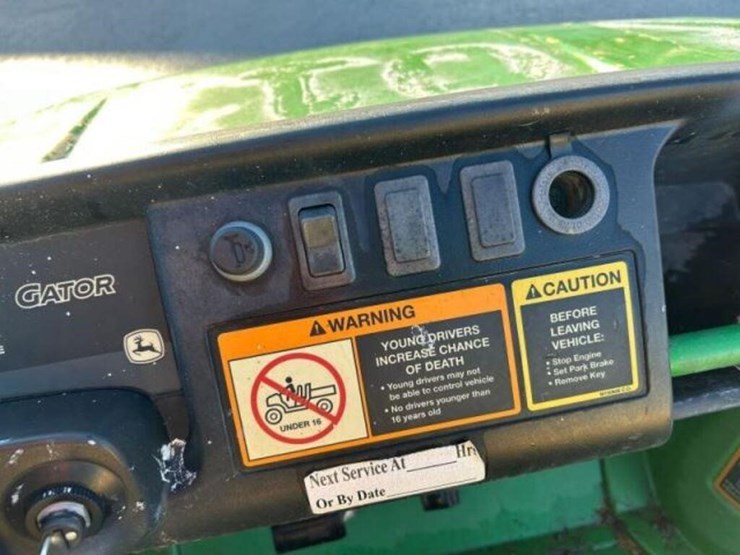 GATOR
WARNING
YOUNG DRIVERS
INCREASE CHANCE
OF DEATH
• Young drivers may not
be able to control vehicle
• No drivers younger than
16 years old
UNDER 16
CAUTION
BEFORE
LEAVING
VEHICLE:
• Stop Engine
• Set Park Brake
• Remove Key
Next Service At ______ Hrs
Or By Date